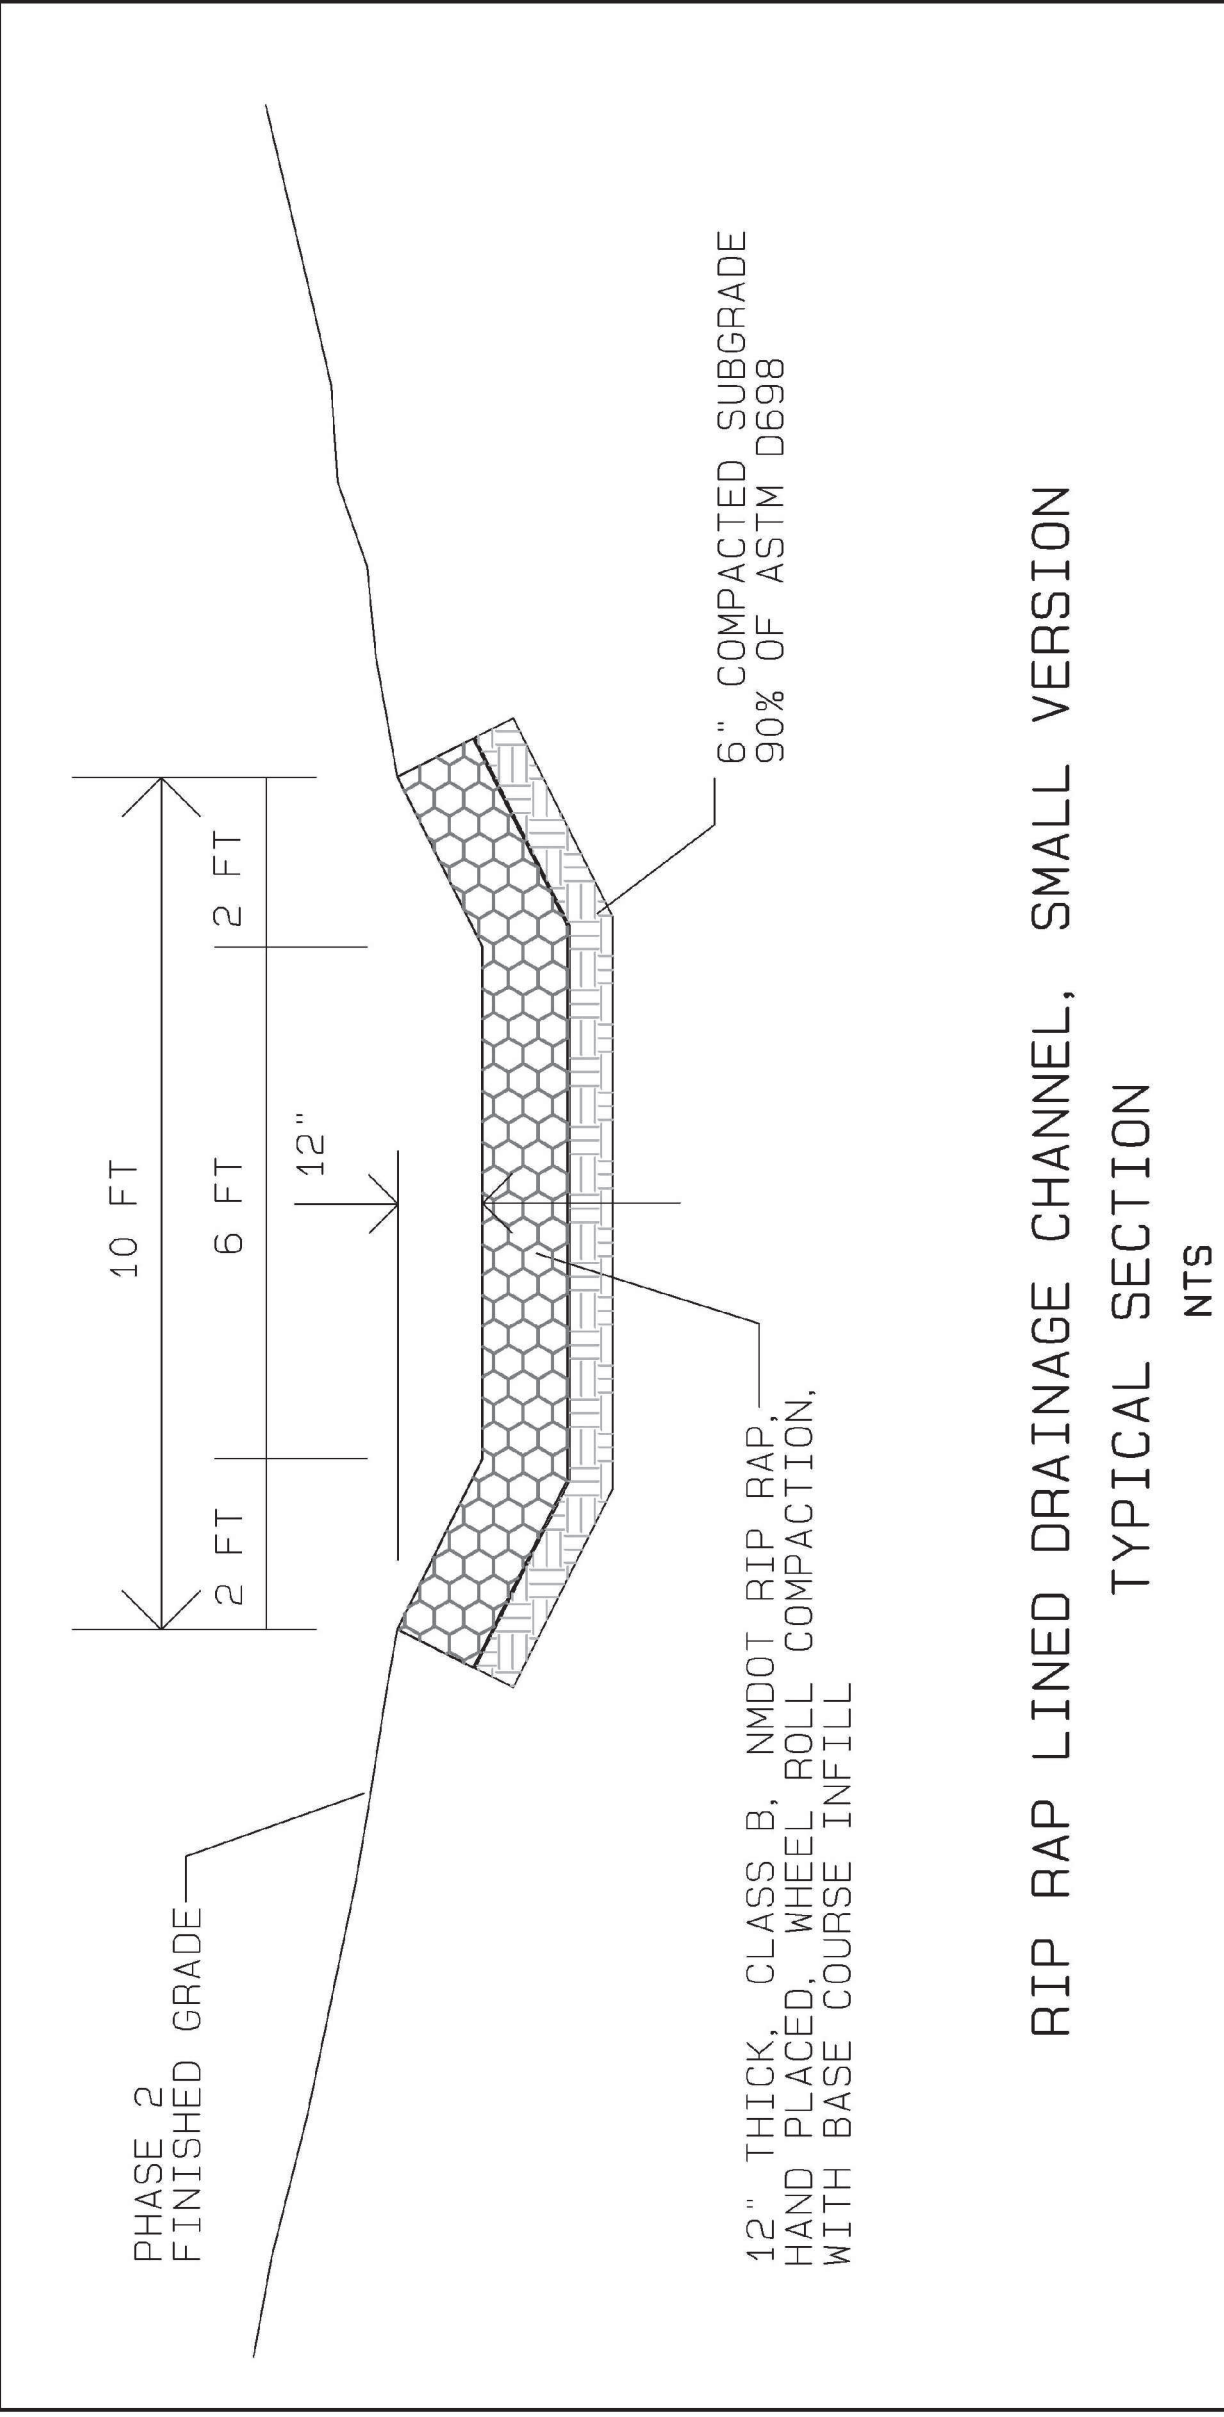 PHASE 2
FINISHED GRADE
10 FT
2 FT
6 FT
2 FT
12"
12" THICK, CLASS B, NMDOT RIP RAP,
HAND PLACED, WHEEL ROLL COMPACTION,
WITH BASE COURSE INFILL
6" COMPACTED SUBGRADE
90% OF ASTM D698
RIP RAP LINED DRAINAGE CHANNEL, SMALL VERSION
TYPICAL SECTION
NTS